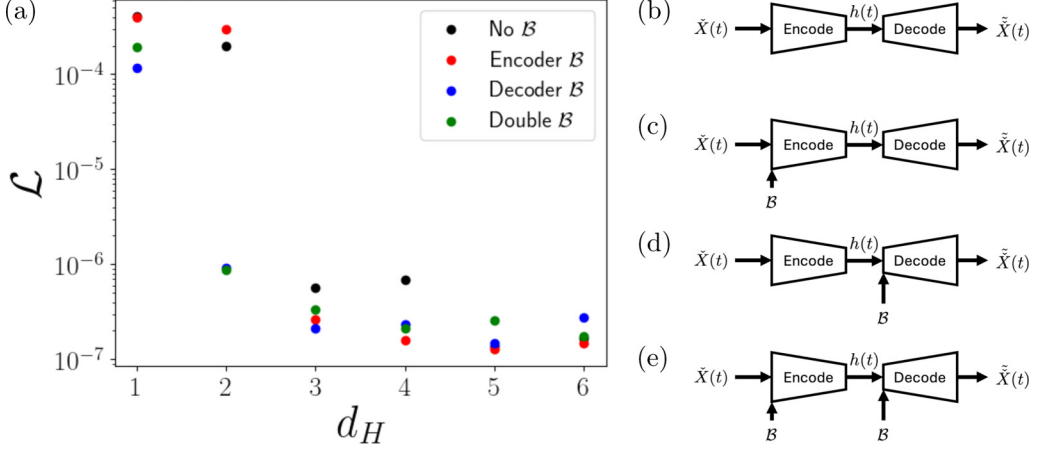 (a)
No ℬ
Encoder ℬ
Decoder ℬ
Double ℬ
10⁻⁴
10⁻⁵
10⁻⁶
10⁻⁷
ℒ
1 2 3 4 5 6
d_H
(b)
X̌(t) Encode h(t) Decode X̃̌(t)
(c)
X̌(t) Encode h(t) Decode X̃̌(t)
ℬ
(d)
X̌(t) Encode h(t) Decode X̃̌(t)
ℬ
(e)
X̌(t) Encode h(t) Decode X̃̌(t)
ℬ ℬ